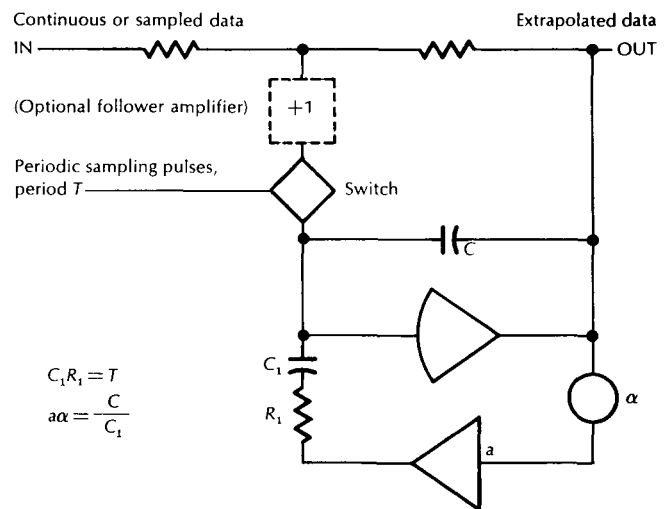 Continuous or sampled data
Extrapolated data
IN
OUT
(Optional follower amplifier)
+1
Periodic sampling pulses,
period T
Switch
C
C₁
R₁
C₁R₁ = T
aα = C/C₁
α
a